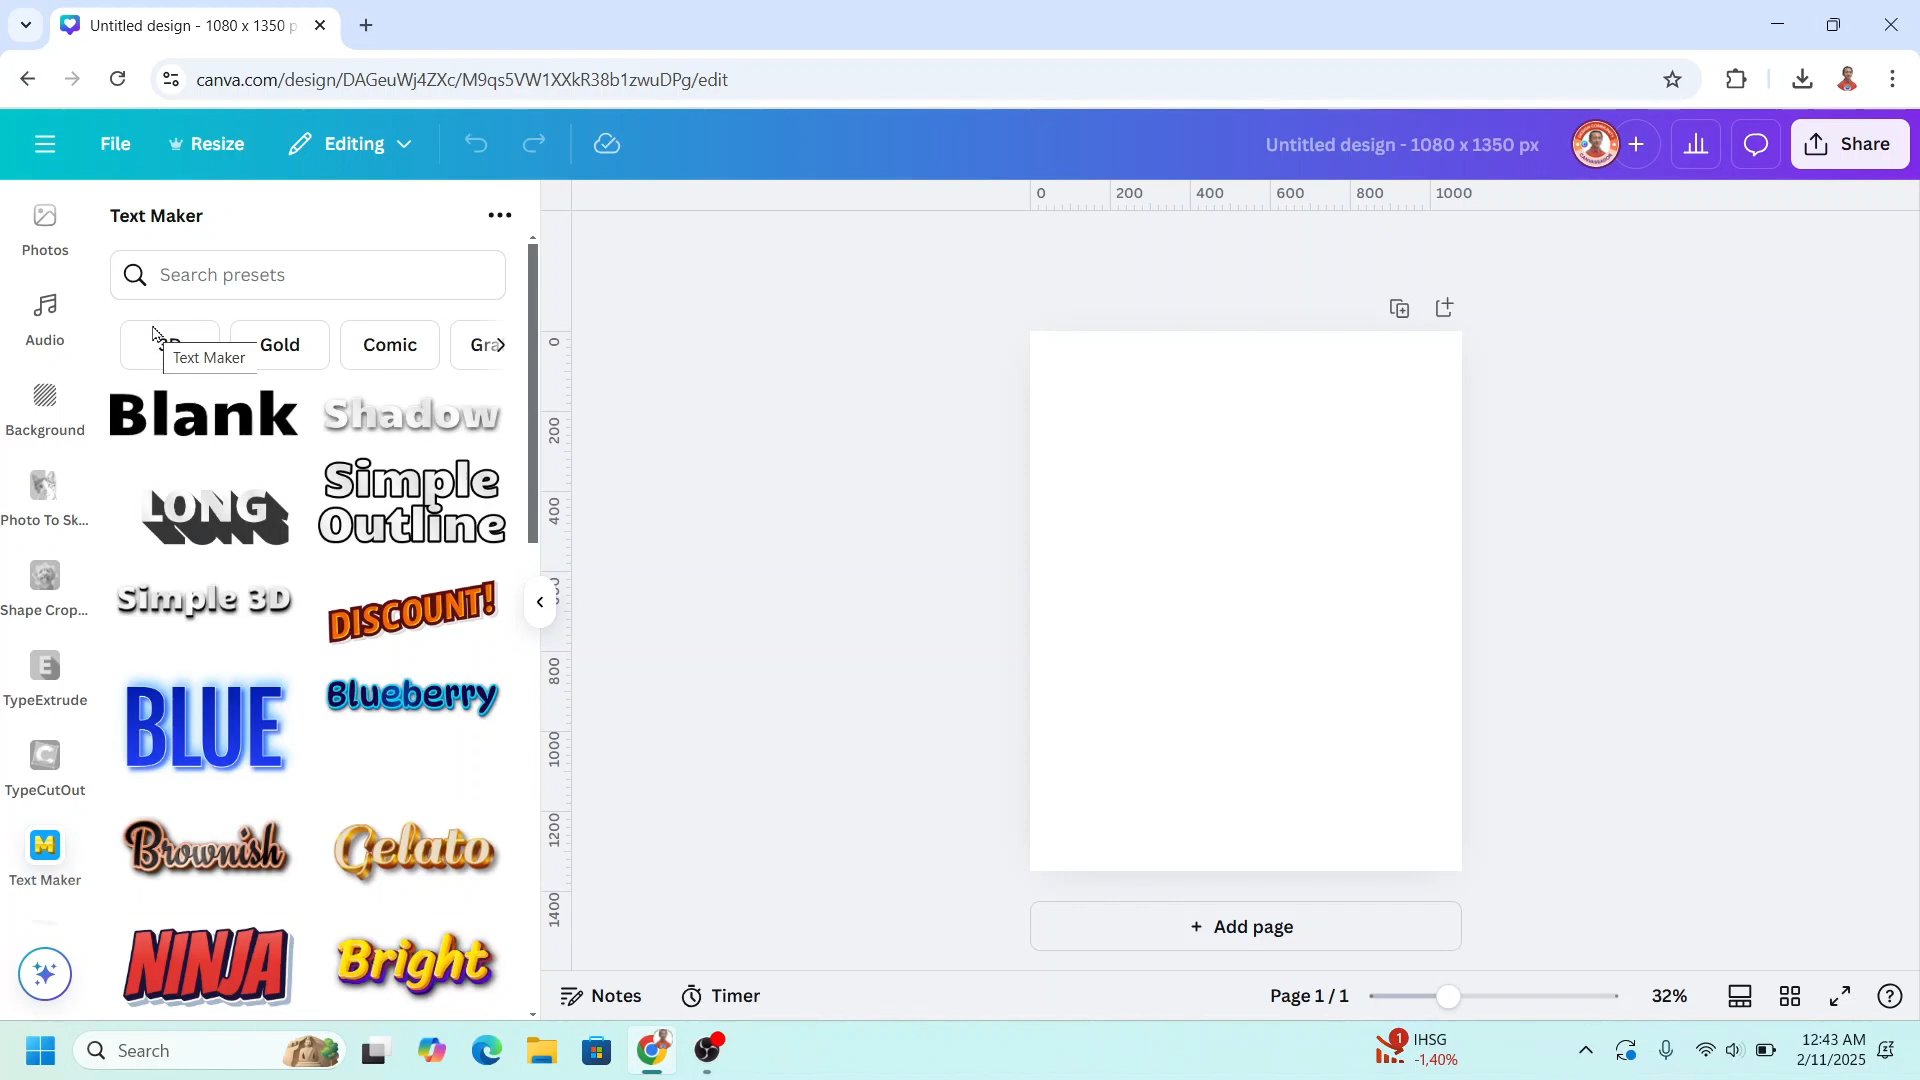 Untitled design - 1080 x 1350 p
canva.com/design/DAGeuWj4ZXc/M9qs5VW1XXkR38b1zwuDPg/edit
File
Resize
Editing
Untitled design - 1080 x 1350 px
Share
Photos
Audio
Background
Photo To Sk...
Shape Crop...
TypeExtrude
TypeCutOut
Text Maker
Text Maker
Search presets
3D
Gold
Comic
Gra
Text Maker
Blank
Shadow
LONG
Simple
Outline
Simple 3D
DISCOUNT!
BLUE
Blueberry
Brownish
Gelato
NINJA
Bright
0
200
400
600
800
1000
0
200
400
800
1000
1200
1400
+ Add page
Notes
Timer
Page 1 / 1
32%
Search
1
IHSG
-1,40%
12:43 AM
2/11/2025